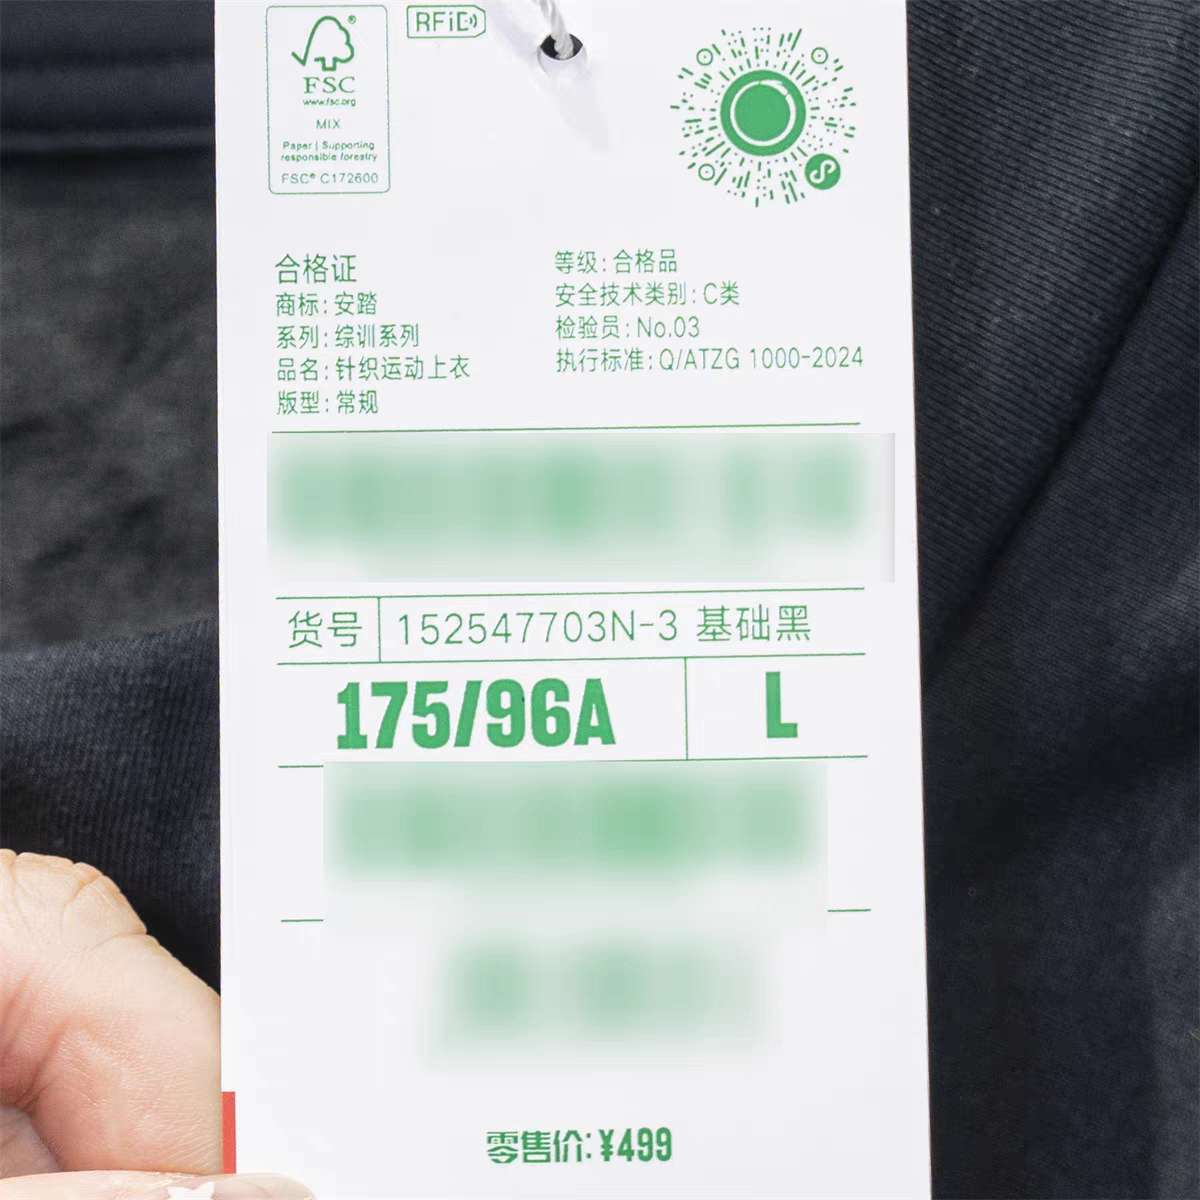 FSC®
www.fsc.org
MIX
Paper | Supporting
responsible forestry
FSC® C172600
RFiD
合格证
商标: 安踏
系列: 综训系列
品名: 针织运动上衣
版型: 常规
等级: 合格品
安全技术类别: C类
检验员: No.03
执行标准: Q/ATZG 1000-2024
货号 152547703N-3 基础黑
175/96A L
零售价: ¥499